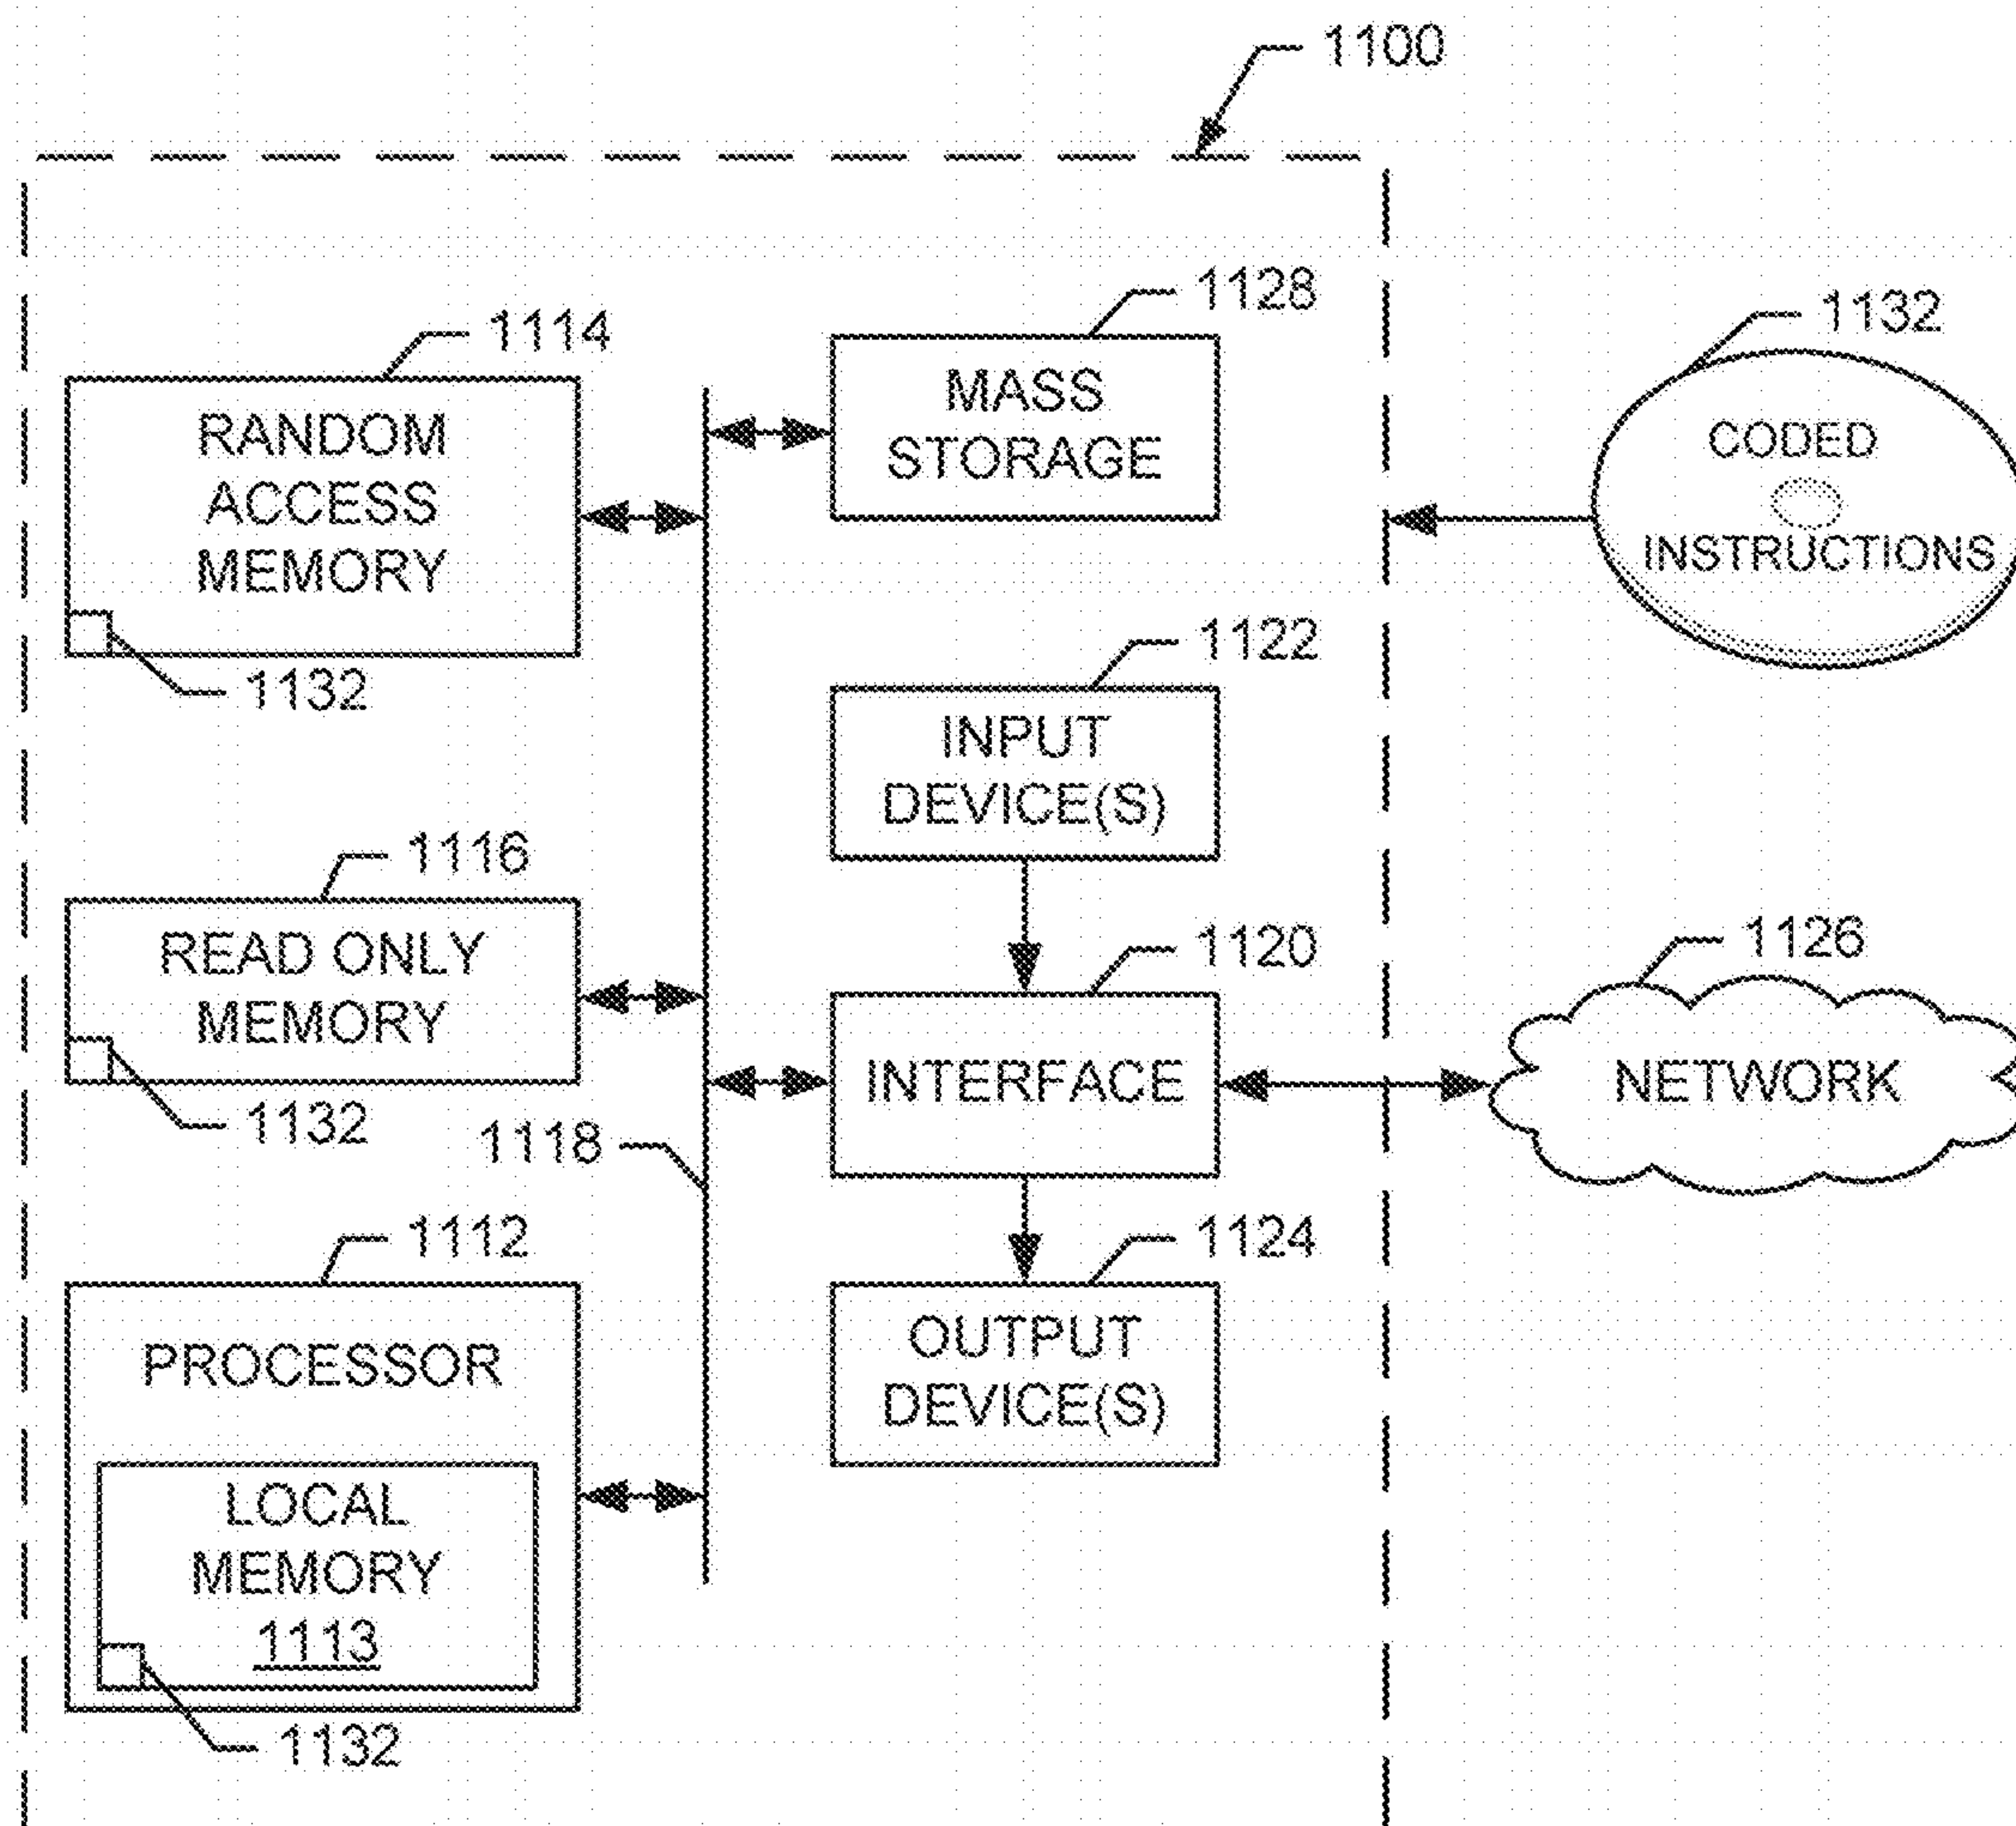 1100
1128
MASS
STORAGE
1114
RANDOM
ACCESS
MEMORY
1132
1132
CODED
INSTRUCTIONS
1122
INPUT
DEVICE(S)
1116
READ ONLY
MEMORY
1132
1120
INTERFACE
1126
NETWORK
1118
1112
PROCESSOR
LOCAL
MEMORY
1113
1132
1124
OUTPUT
DEVICE(S)